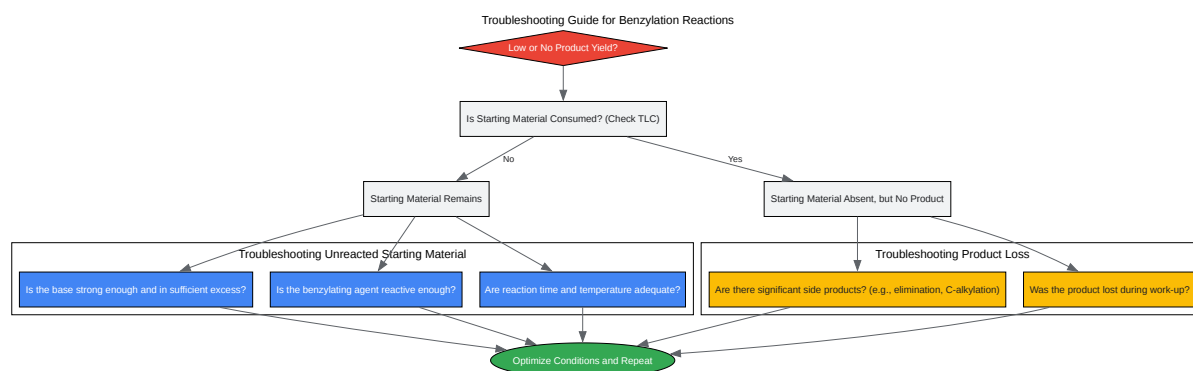 Troubleshooting Guide for Benzylation Reactions
Low or No Product Yield?
Is Starting Material Consumed? (Check TLC)
No
Yes
Starting Material Remains
Starting Material Absent, but No Product
Troubleshooting Unreacted Starting Material
Troubleshooting Product Loss
Is the base strong enough and in sufficient excess?
Is the benzylating agent reactive enough?
Are reaction time and temperature adequate?
Are there significant side products? (e.g., elimination, C-alkylation)
Was the product lost during work-up?
Optimize Conditions and Repeat